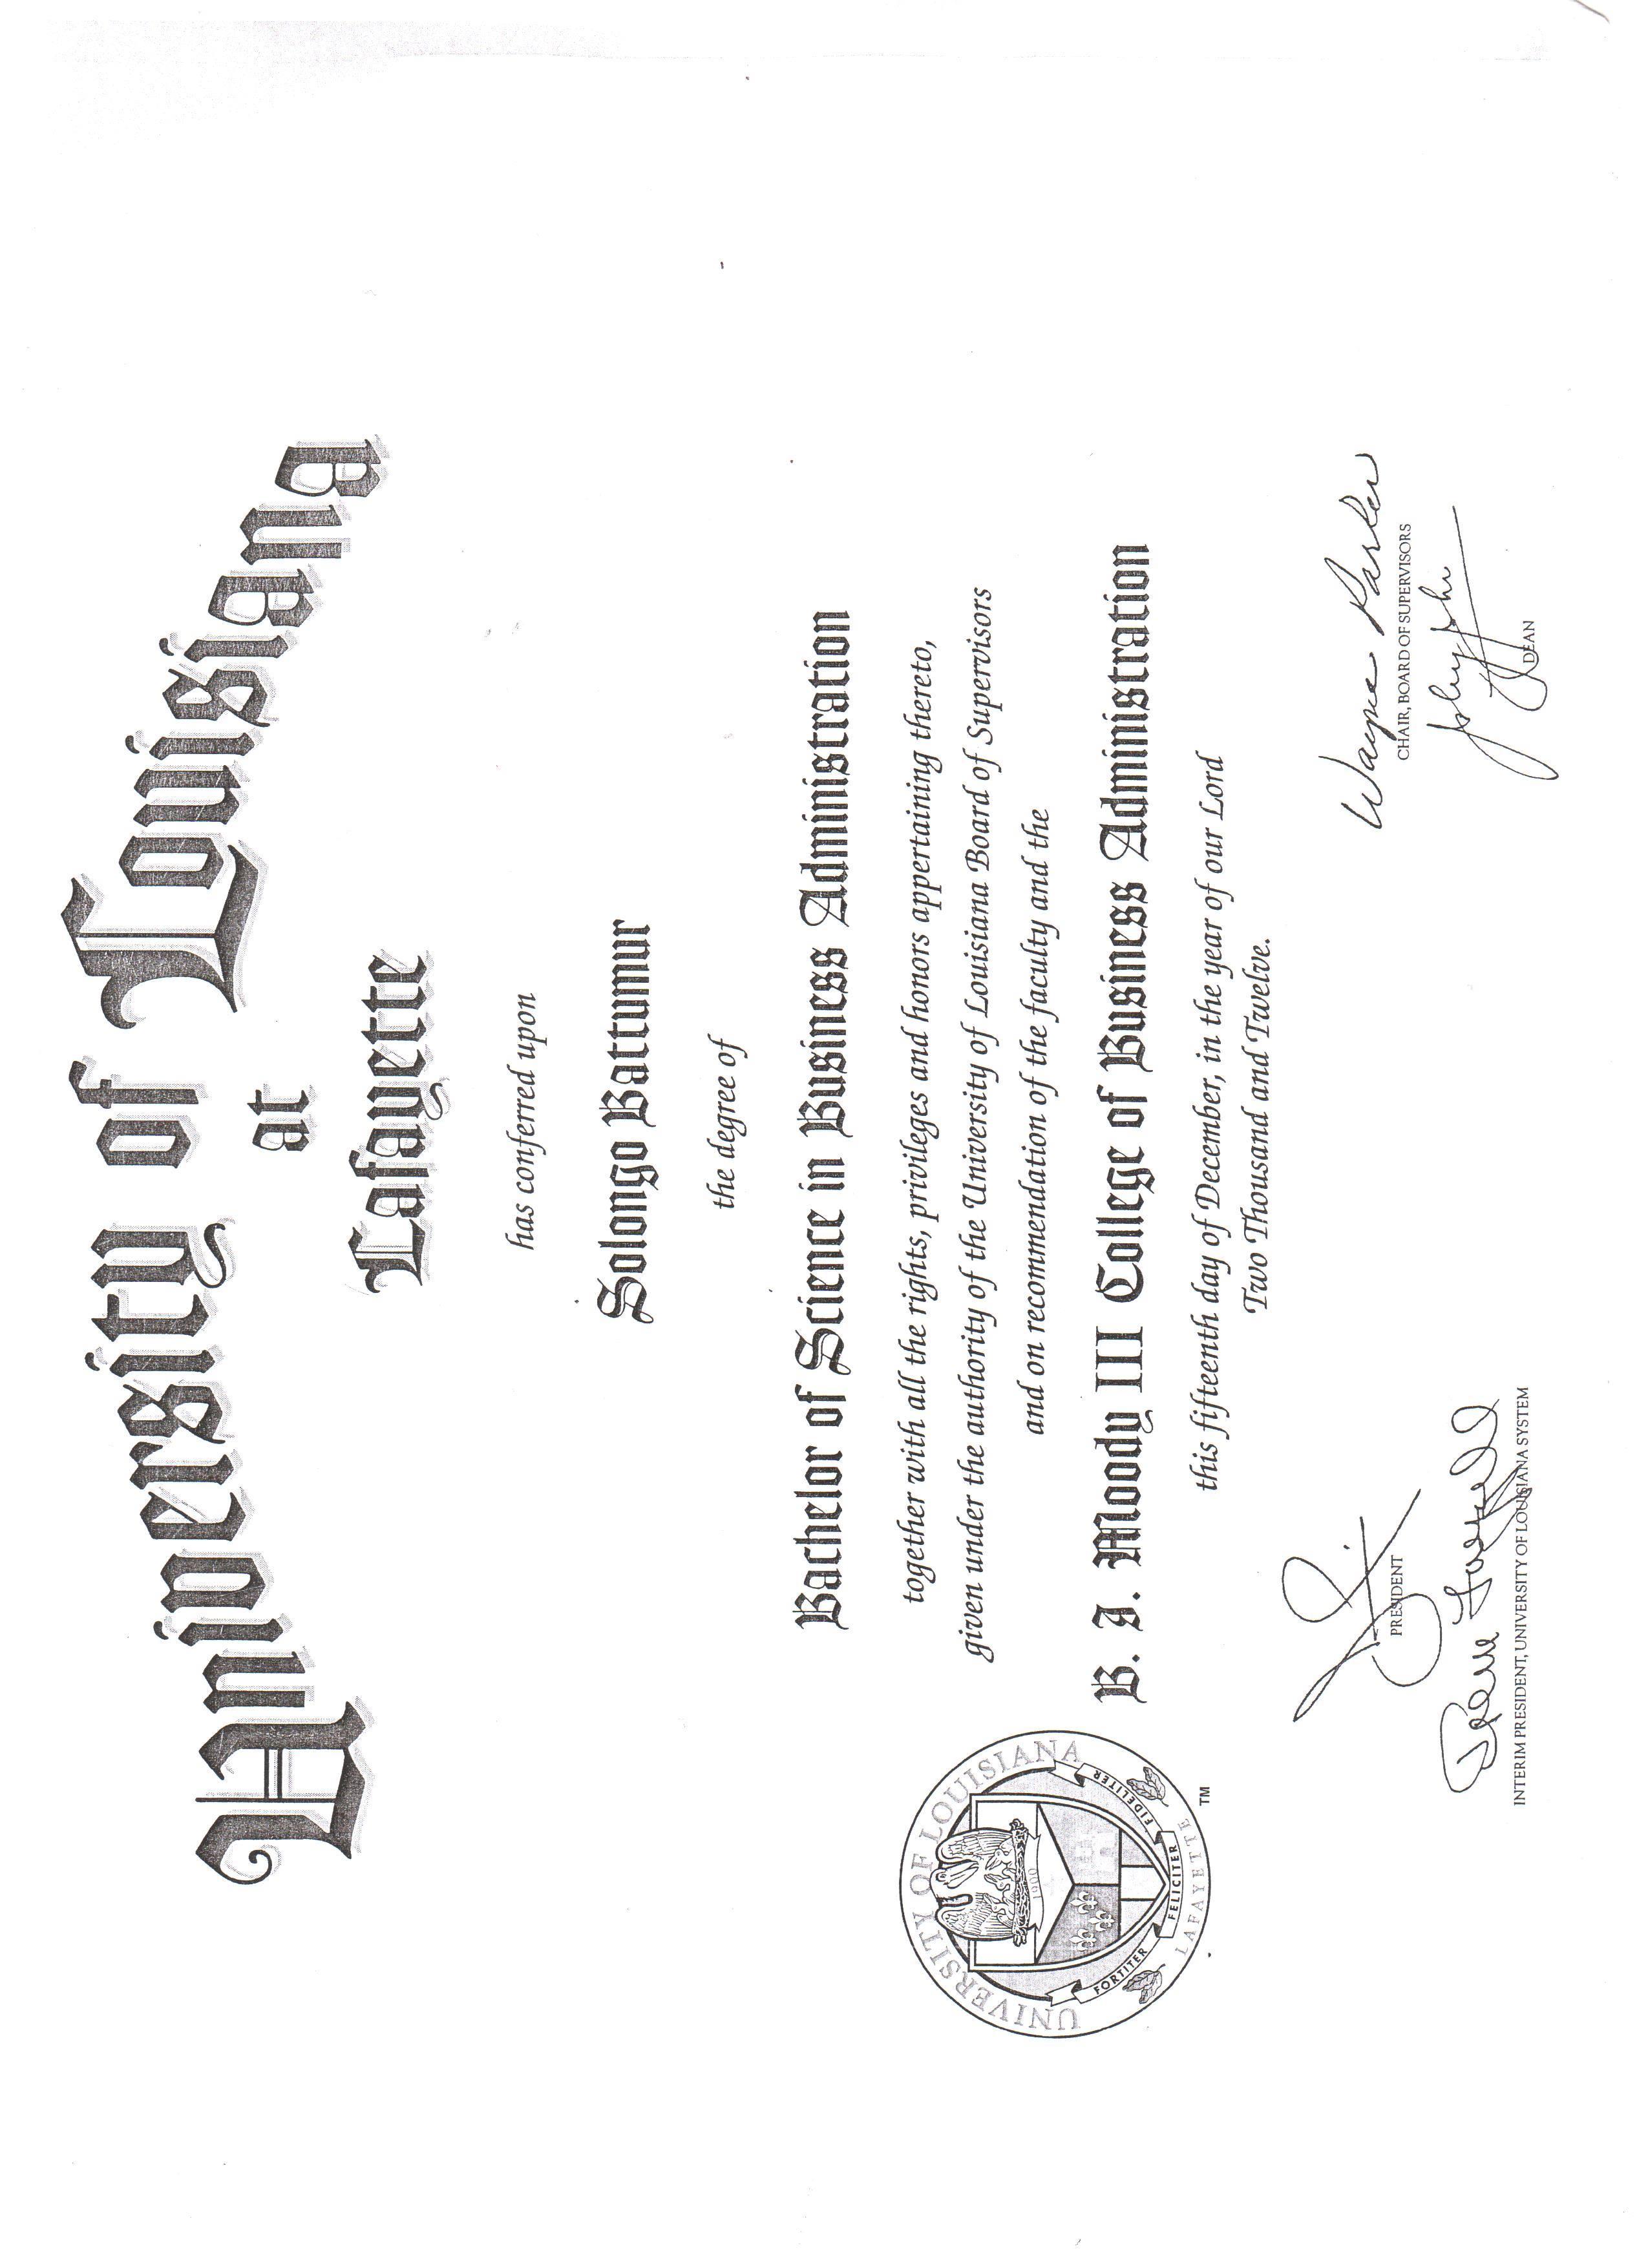 University of Louisiana
at
Lafayette
has conferred upon
Solongo Battumur
the degree of
Bachelor of Science in Business Administration
together with all the rights, privileges and honors appertaining thereto,
given under the authority of the University of Louisiana Board of Supervisors
and on recommendation of the faculty and the
B. I. Moody III College of Business Administration
this fifteenth day of December, in the year of our Lord
Two Thousand and Twelve.
UNIVERSITY OF LOUISIANA
1900
FORTITER
FELICITER
FIDELITER
LAFAYETTE
TM
PRESIDENT
INTERIM PRESIDENT, UNIVERSITY OF LOUISIANA SYSTEM
Wayne Parker
CHAIR, BOARD OF SUPERVISORS
DEAN